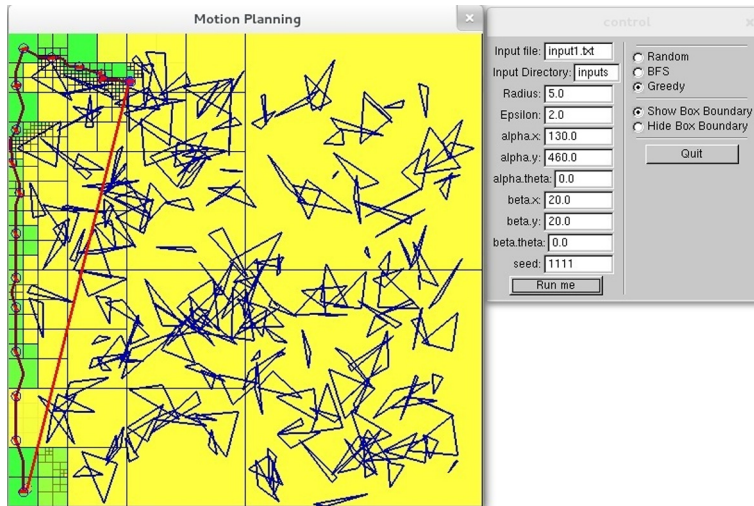 Motion Planning
control
Input file: input1.txt
Input Directory: inputs
Radius: 5.0
Epsilon: 2.0
alpha.x: 130.0
alpha.y: 460.0
alpha.theta: 0.0
beta.x: 20.0
beta.y: 20.0
beta.theta: 0.0
seed: 1111
Run me
Random
BFS
Greedy
Show Box Boundary
Hide Box Boundary
Quit